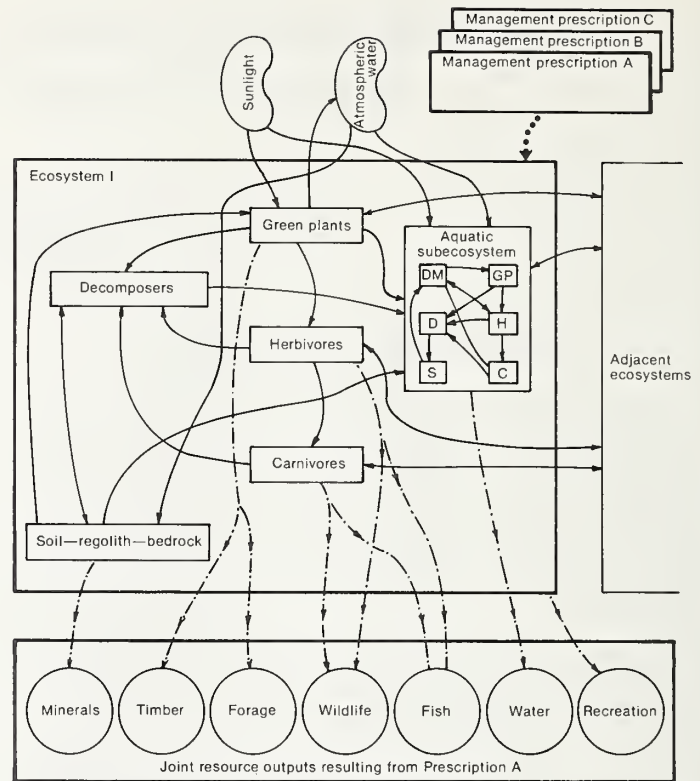 Management prescription C
Management prescription B
Management prescription A
Sunlight
Atmospheric
water
Ecosystem I
Green plants
Aquatic
subecosystem
DM
GP
Decomposers
D
H
Herbivores
S
C
Adjacent
ecosystems
Carnivores
Soil—regolith—bedrock
Minerals
Timber
Forage
Wildlife
Fish
Water
Recreation
Joint resource outputs resulting from Prescription A